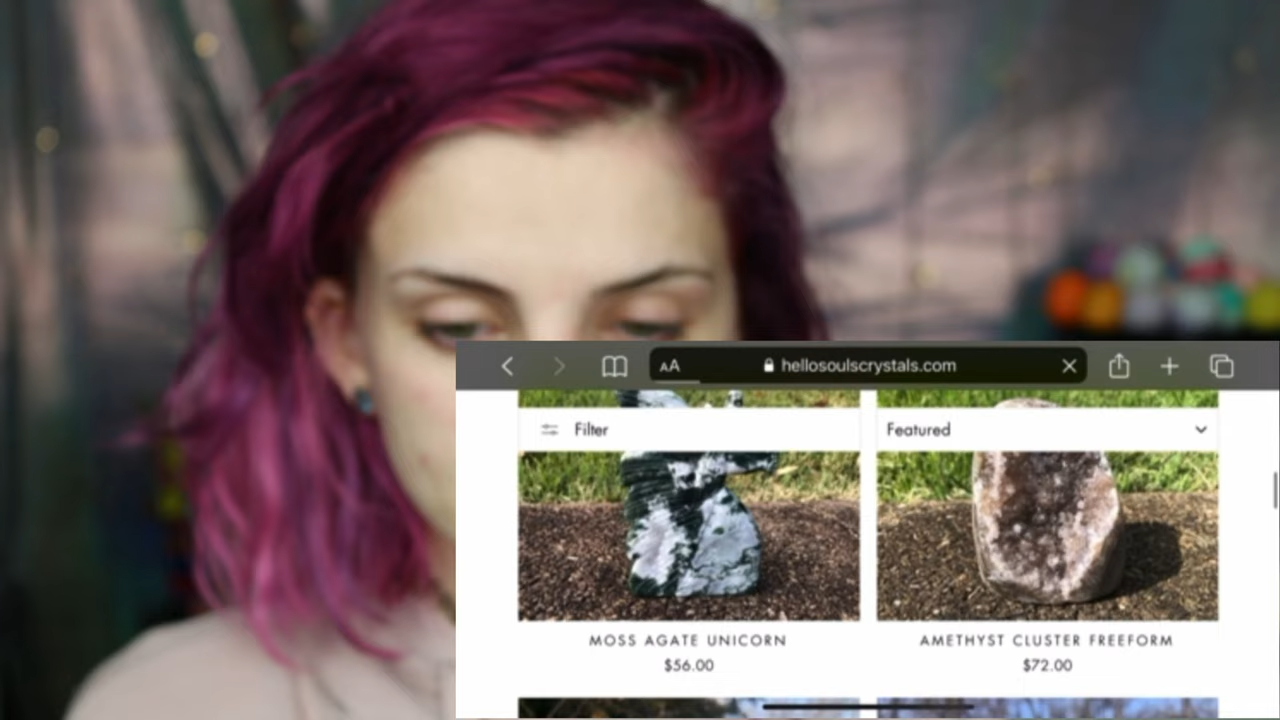 AA hellosoulscrystals.com
Filter
Featured
MOSS AGATE UNICORN
$56.00
AMETHYST CLUSTER FREEFORM
$72.00